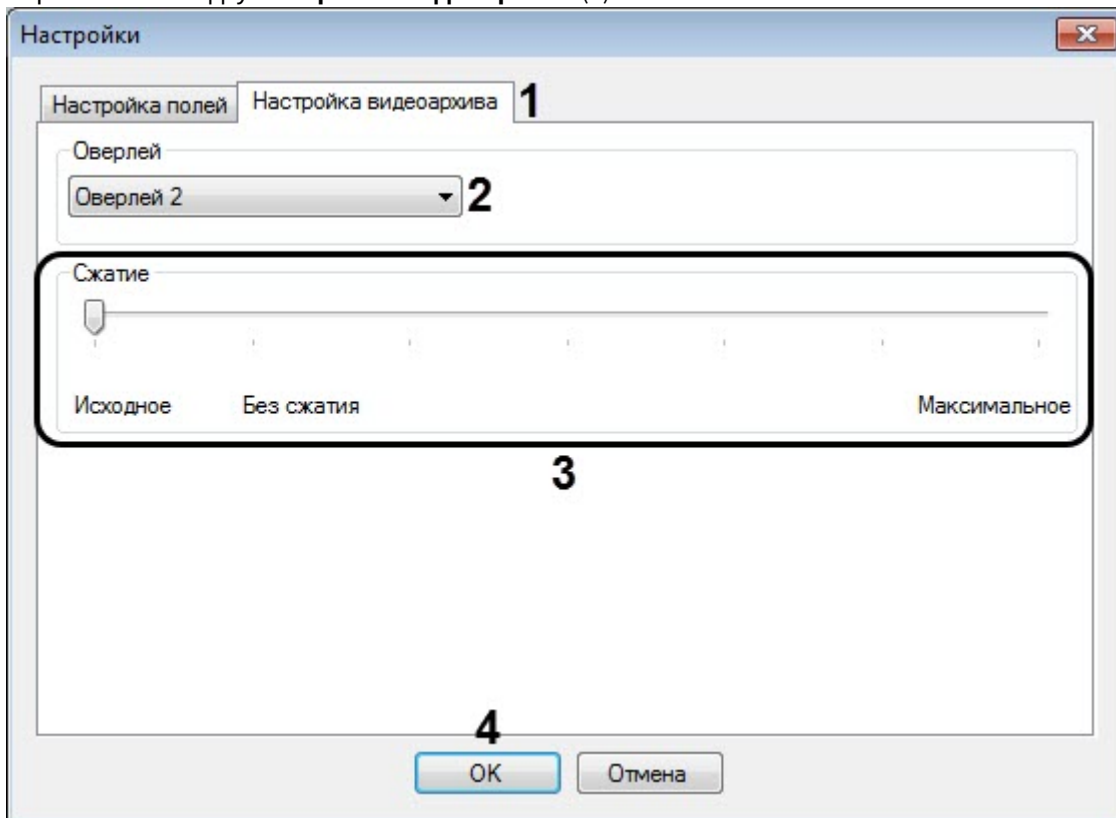 Настройки
Настройка полей Настройка видеоархива 1
Оверлей
Оверлей 2 2
Сжатие
Исходное Без сжатия Максимальное
3
4
OK Отмена